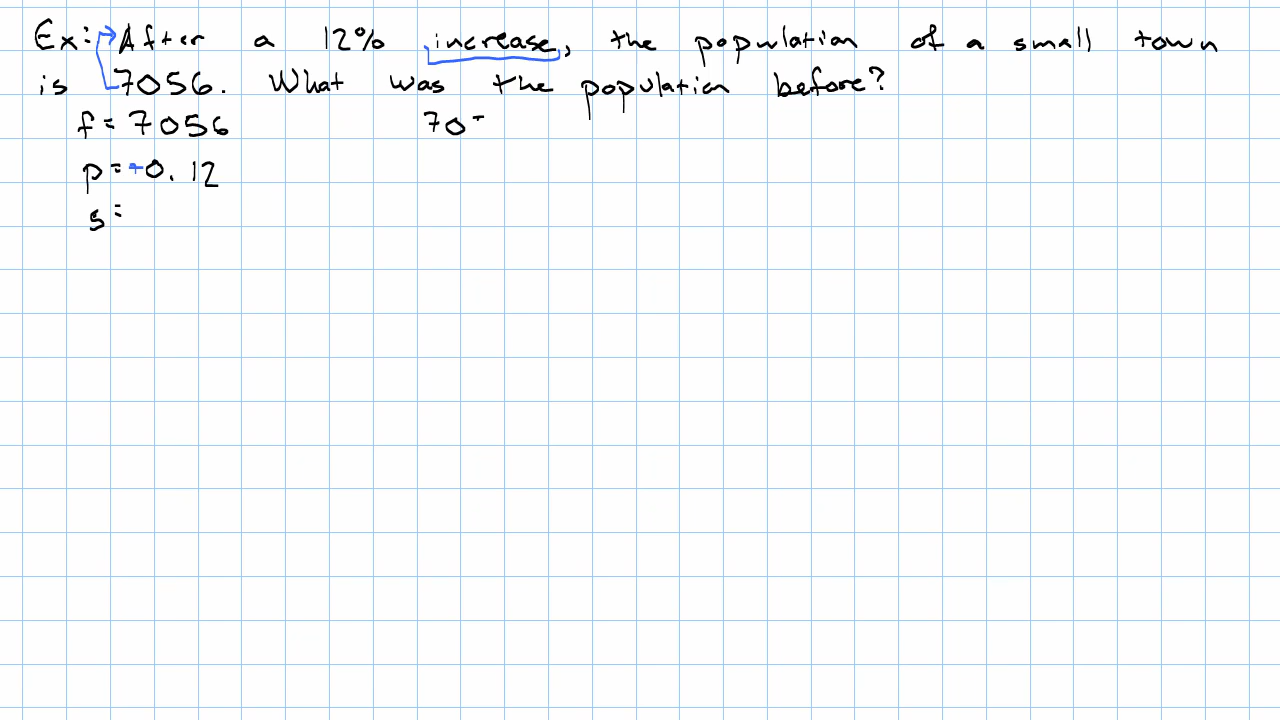 Ex: After a 12% increase, the population of a small town
is 7056. What was the population before?
f = 7056
70
p = +0.12
s =